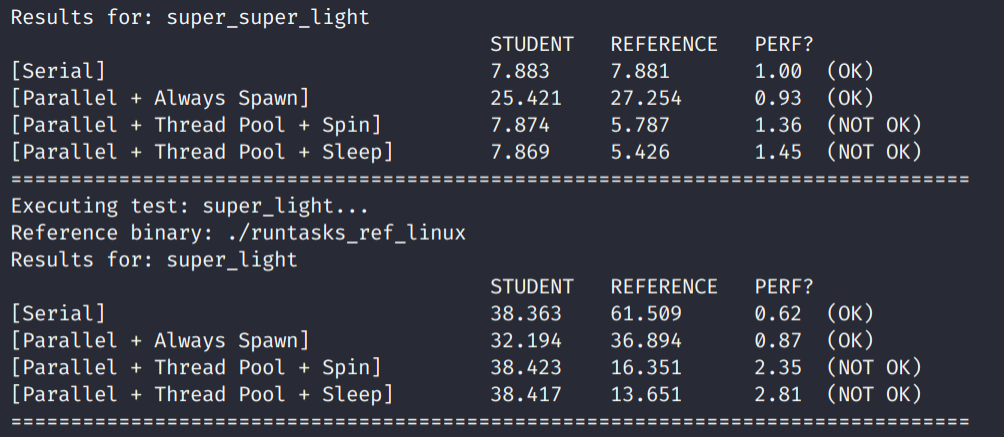 Results for: super_super_light
STUDENT REFERENCE PERF?
[Serial] 7.883 7.881 1.00 (OK)
[Parallel + Always Spawn] 25.421 27.254 0.93 (OK)
[Parallel + Thread Pool + Spin] 7.874 5.787 1.36 (NOT OK)
[Parallel + Thread Pool + Sleep] 7.869 5.426 1.45 (NOT OK)
================================================================================
Executing test: super_light...
Reference binary: ./runtasks_ref_linux
Results for: super_light
STUDENT REFERENCE PERF?
[Serial] 38.363 61.509 0.62 (OK)
[Parallel + Always Spawn] 32.194 36.894 0.87 (OK)
[Parallel + Thread Pool + Spin] 38.423 16.351 2.35 (NOT OK)
[Parallel + Thread Pool + Sleep] 38.417 13.651 2.81 (NOT OK)
================================================================================